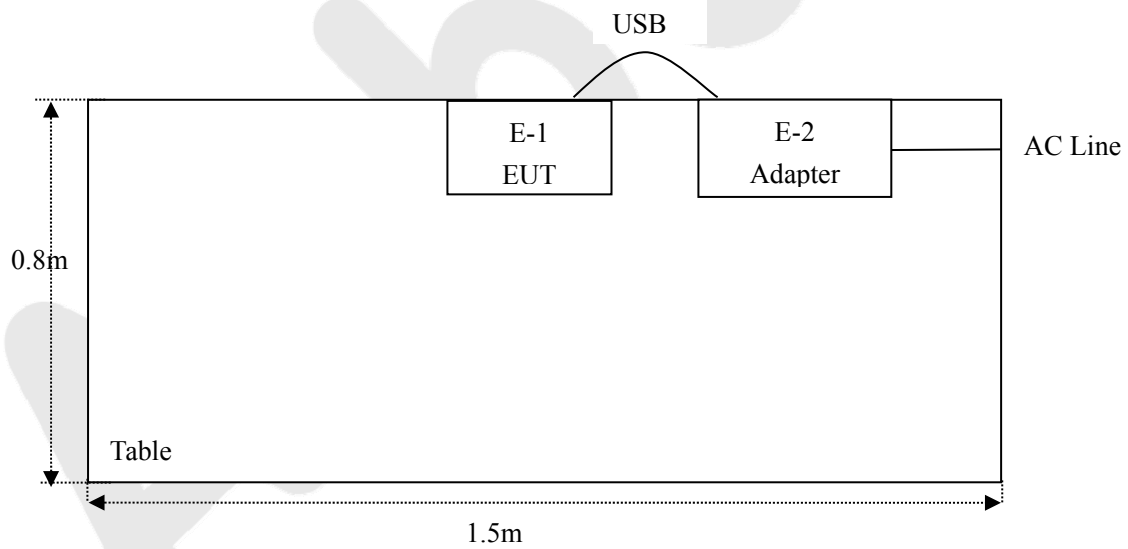 USB
E-1
EUT
E-2
Adapter
AC Line
0.8m
Table
1.5m